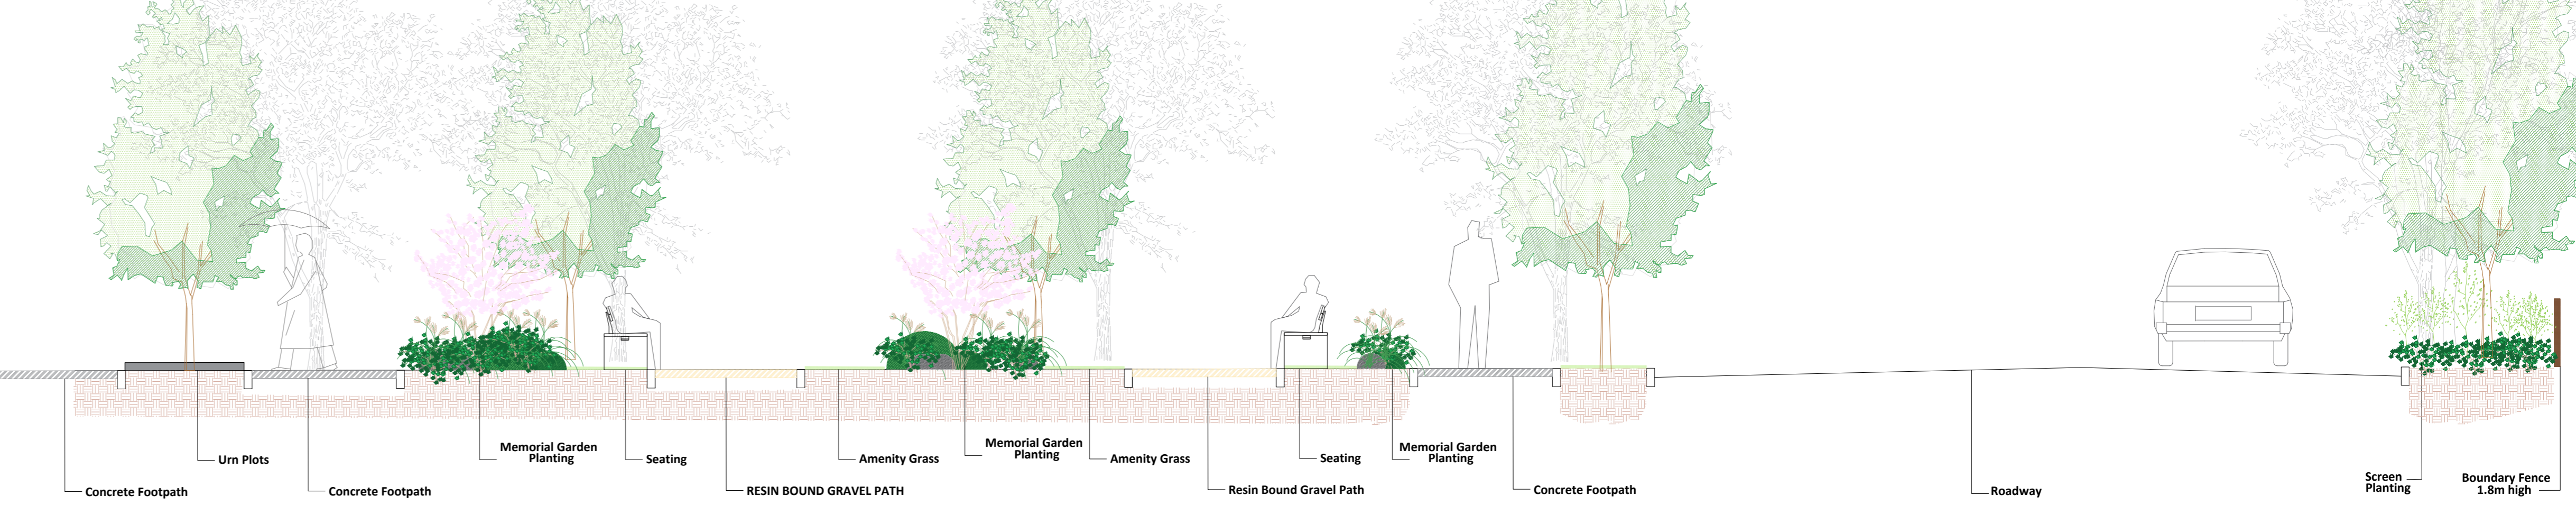 Concrete Footpath
Urn Plots
Concrete Footpath
Memorial Garden
Planting
Seating
RESIN BOUND GRAVEL PATH
Amenity Grass
Memorial Garden
Planting
Amenity Grass
Resin Bound Gravel Path
Seating
Memorial Garden
Planting
Concrete Footpath
Roadway
Screen
Planting
Boundary Fence
1.8m high